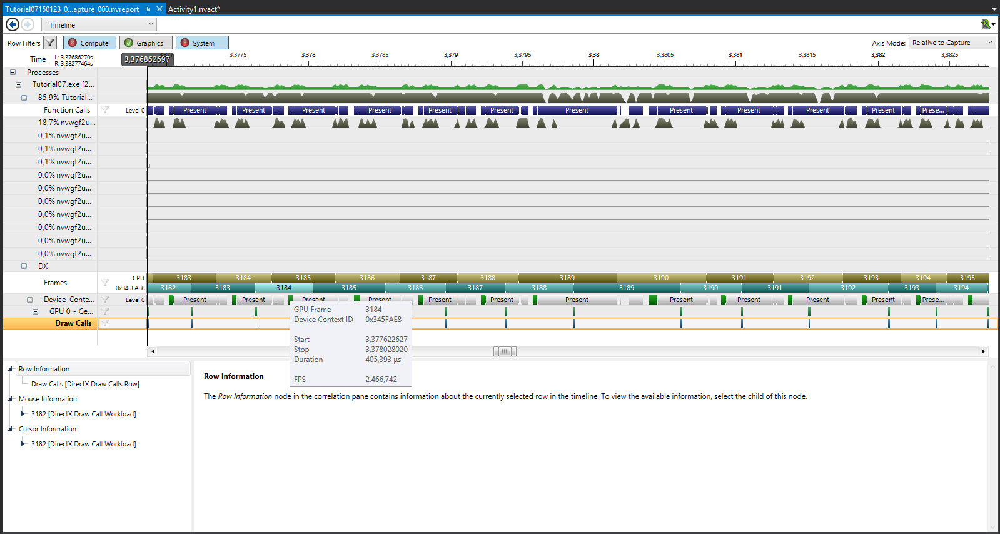 Tutorial07150123_0...apture_000.nvreport Activity1.nvact*
Timeline
Row Filters Compute Graphics System Axis Mode: Relative to Capture
Time L: 3,37686270s R: 3,38277464s 3,376862697 3,3775 3,378 3,3785 3,379 3,3795 3,38 3,3805 3,381 3,3815 3,382 3,3825
Processes
Tutorial07.exe [2...
85,9% Tutorial...
Function Calls Level 0 Present Present Present Present Present Present Present Present Present Present Present Prese...
18,7% nvwgf2u...
0,1% nvwgf2u...
0,1% nvwgf2u...
0,1% nvwgf2u...
0,0% nvwgf2u...
0,0% nvwgf2u...
0,0% nvwgf2u...
0,0% nvwgf2u...
0,0% nvwgf2u...
0,0% nvwgf2u...
0,0% nvwgf2u...
DX
Frames
CPU 3183 3184 3185 3186 3187 3188 3189 3190 3191 3192 3193 3194 3195
0x345FAE8 3182 3183 3184 3185 3186 3187 3188 3189 3190 3191 3192 3193 3194
Device Conte... Level 0 Present Present Present Present Present Present Present Present Present Present Present Prese...
GPU 0 - Ge...
Draw Calls
GPU Frame 3184
Device Context ID 0x345FAE8
Start 3,377622627
Stop 3,378028020
Duration 405,393 µs
FPS 2.466,742
Row Information
Draw Calls [DirectX Draw Calls Row]
Mouse Information
3182 [DirectX Draw Call Workload]
Cursor Information
3182 [DirectX Draw Call Workload]
Row Information
The Row Information node in the correlation pane contains information about the currently selected row in the timeline. To view the available information, select the child of this node.